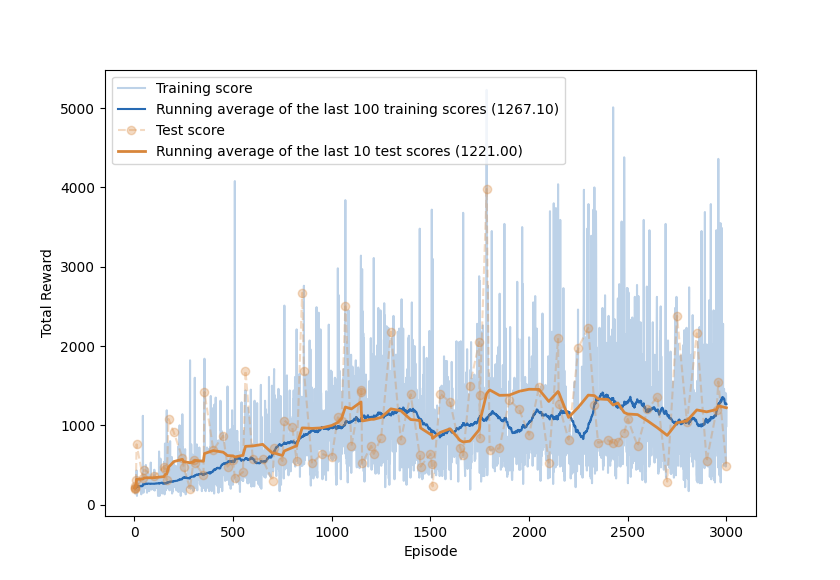 Training score
Running average of the last 100 training scores (1267.10)
Test score
Running average of the last 10 test scores (1221.00)
5000
4000
3000
2000
1000
0
Total Reward
0 500 1000 1500 2000 2500 3000
Episode